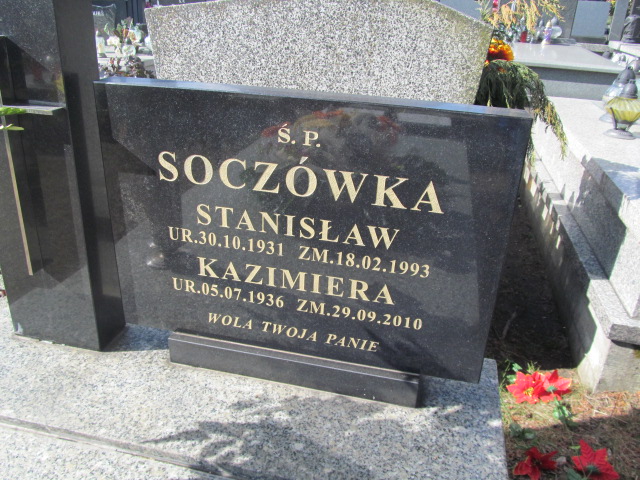 Ś. P.
SOCZÓWKA
STANISŁAW
UR.30.10.1931 ZM.18.02.1993
KAZIMIERA
UR.05.07.1936 ZM.29.09.2010
WOLA TWOJA PANIE